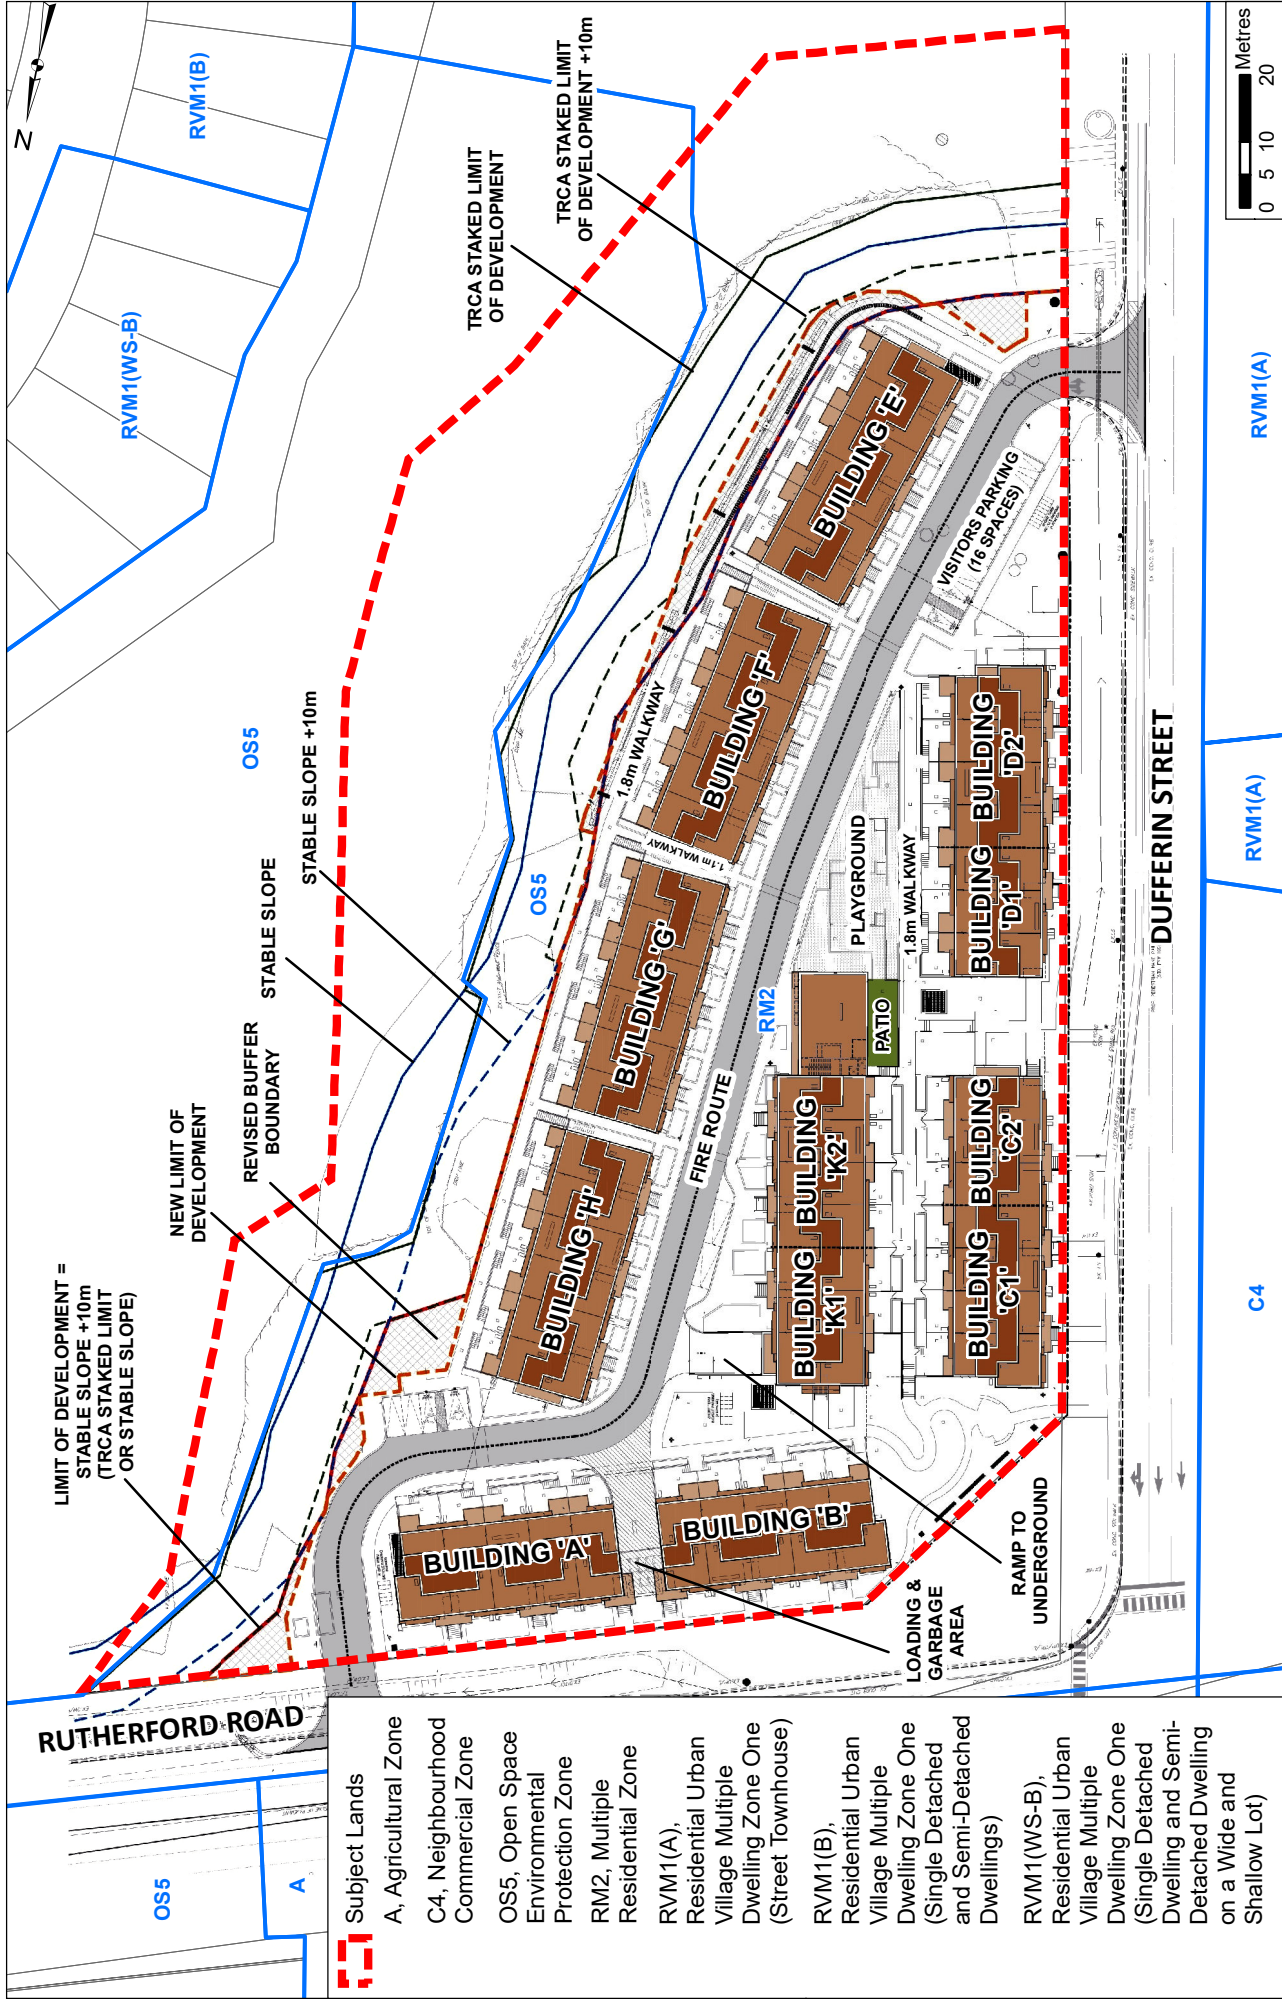 N
RVM1(B)
RVM1(WS-B)
TRCA STAKED LIMIT
OF DEVELOPMENT
TRCA STAKED LIMIT
OF DEVELOPMENT +10m
OS5
STABLE SLOPE +10m
STABLE SLOPE
REVISED BUFFER
BOUNDARY
NEW LIMIT OF
DEVELOPMENT
LIMIT OF DEVELOPMENT =
STABLE SLOPE +10m
(TRCA STAKED LIMIT
OR STABLE SLOPE)
OS5
1.8m WALKWAY
1.1m WALKWAY
BUILDING 'E'
BUILDING 'F'
BUILDING 'G'
BUILDING 'H'
BUILDING 'A'
BUILDING 'B'
FIRE ROUTE
RM2
VISITORS PARKING
(16 SPACES)
PLAYGROUND
1.8m WALKWAY
PATIO
BUILDING
'K1'
BUILDING
'K2'
BUILDING
'C1'
BUILDING
'C2'
BUILDING
'D1'
BUILDING
'D2'
LOADING &
GARBAGE
AREA
RAMP TO
UNDERGROUND
RUTHERFORD ROAD
DUFFERIN STREET
RVM1(A)
RVM1(A)
C4
OS5
A
0 5 10 20
Metres
Subject Lands
A, Agricultural Zone
C4, Neighbourhood
Commercial Zone
OS5, Open Space
Environmental
Protection Zone
RM2, Multiple
Residential Zone
RVM1(A),
Residential Urban
Village Multiple
Dwelling Zone One
(Street Townhouse)
RVM1(B),
Residential Urban
Village Multiple
Dwelling Zone One
(Single Detached
and Semi-Detached
Dwellings)
RVM1(WS-B),
Residential Urban
Village Multiple
Dwelling Zone One
(Single Detached
Dwelling and Semi-
Detached Dwelling
on a Wide and
Shallow Lot)